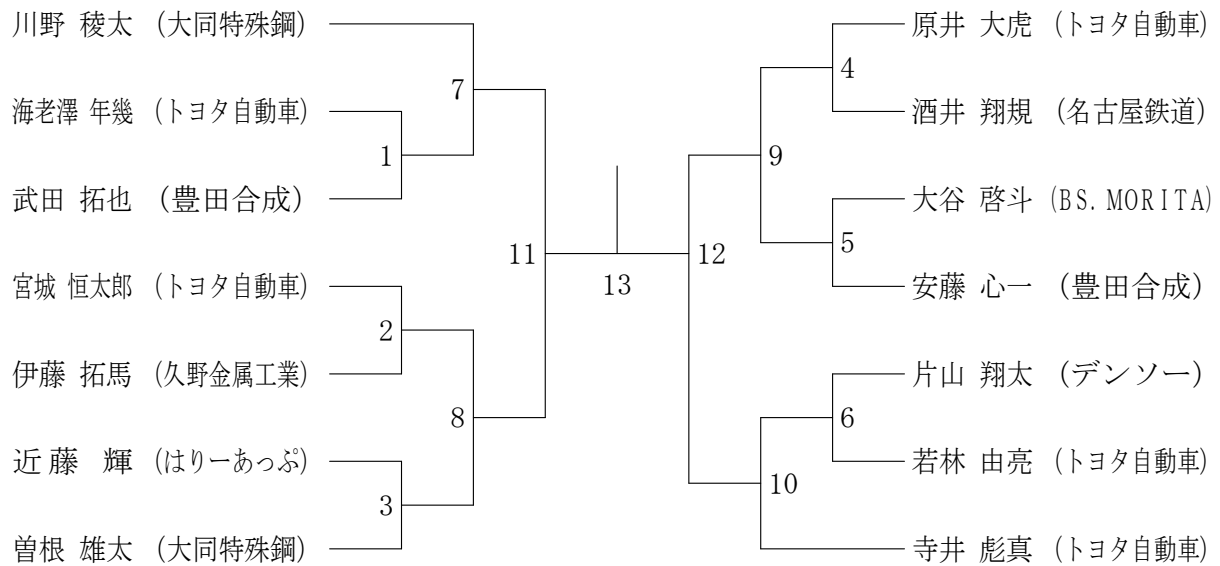 川野 稜太 (大同特殊鋼)
海老澤 年幾 (トヨタ自動車)
武田 拓也 (豊田合成)
宮城 恒太郎 (トヨタ自動車)
伊藤 拓馬 (久野金属工業)
近藤 輝 (はりーあっぷ)
曽根 雄太 (大同特殊鋼)
1
2
3
7
8
11
13
12
9
10
4
5
6
原井 大虎 (トヨタ自動車)
酒井 翔規 (名古屋鉄道)
大谷 啓斗 (BS.MORITA)
安藤 心一 (豊田合成)
片山 翔太 (デンソー)
若林 由亮 (トヨタ自動車)
寺井 彪真 (トヨタ自動車)